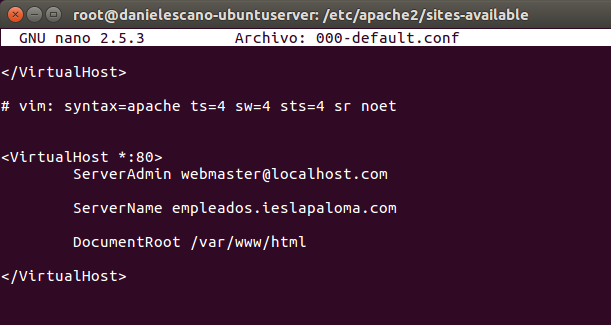 root@danielescano-ubuntuserver: /etc/apache2/sites-available
GNU nano 2.5.3 Archivo: 000-default.conf
</VirtualHost>
# vim: syntax=apache ts=4 sw=4 sts=4 sr noet
<VirtualHost *:80>
ServerAdmin webmaster@localhost.com
ServerName empleados.ieslapaloma.com
DocumentRoot /var/www/html
</VirtualHost>